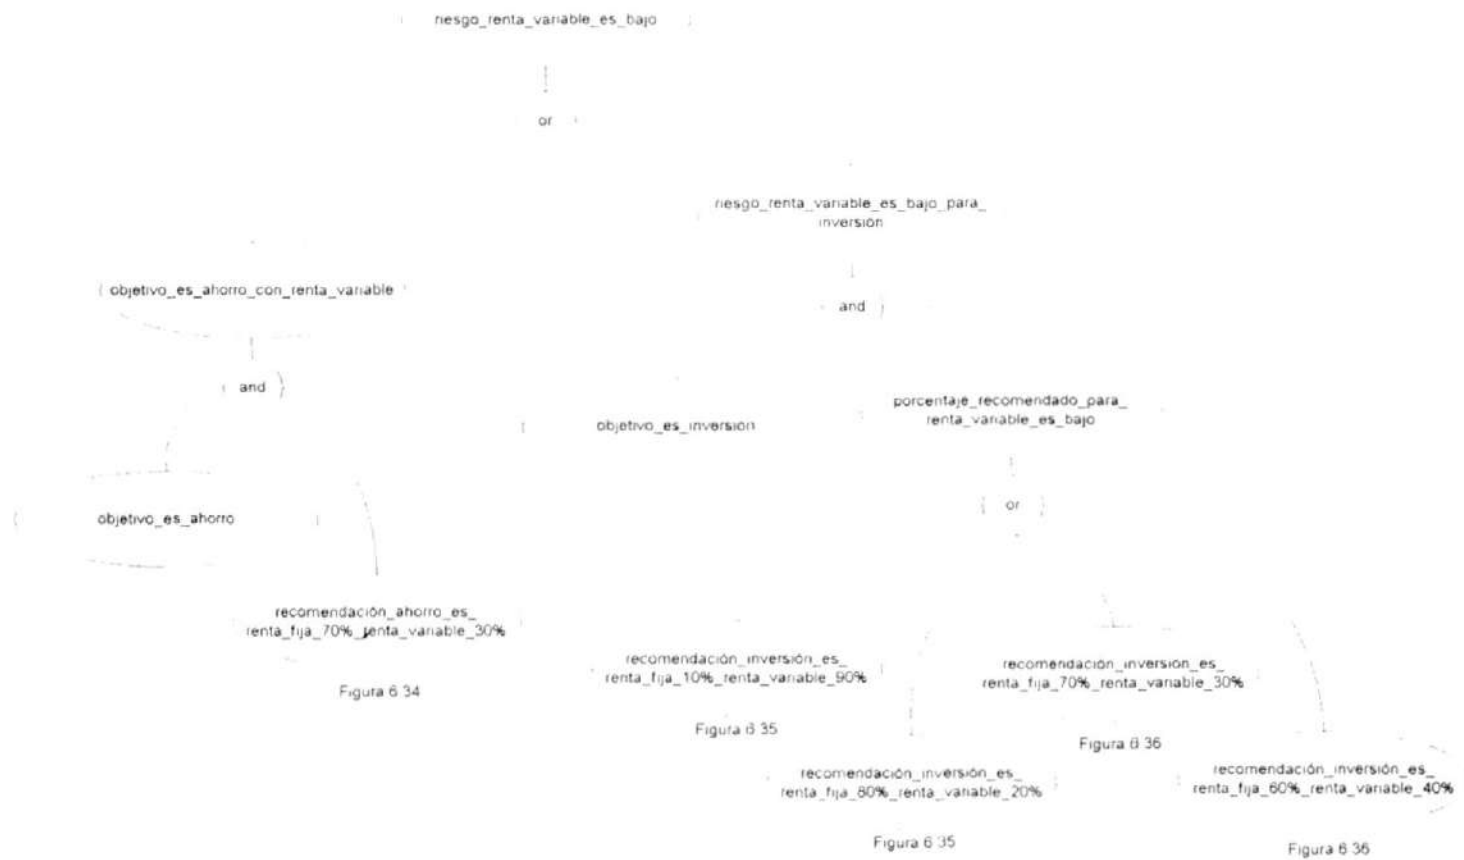 riesgo_renta_variable_es_bajo
or
riesgo_renta_variable_es_bajo_para_
inversión
objetivo_es_ahorro_con_renta_variable
and
and
objetivo_es_inversión
porcentaje_recomendado_para_
renta_variable_es_bajo
or
objetivo_es_ahorro
recomendación_ahorro_es_
renta_fija_70%_renta_variable_30%
Figura 6.34
recomendación_inversión_es_
renta_fija_10%_renta_variable_90%
Figura 6.35
recomendación_inversión_es_
renta_fija_70%_renta_variable_30%
Figura 6.36
recomendación_inversión_es_
renta_fija_80%_renta_variable_20%
Figura 6.35
recomendación_inversión_es_
renta_fija_60%_renta_variable_40%
Figura 6.36